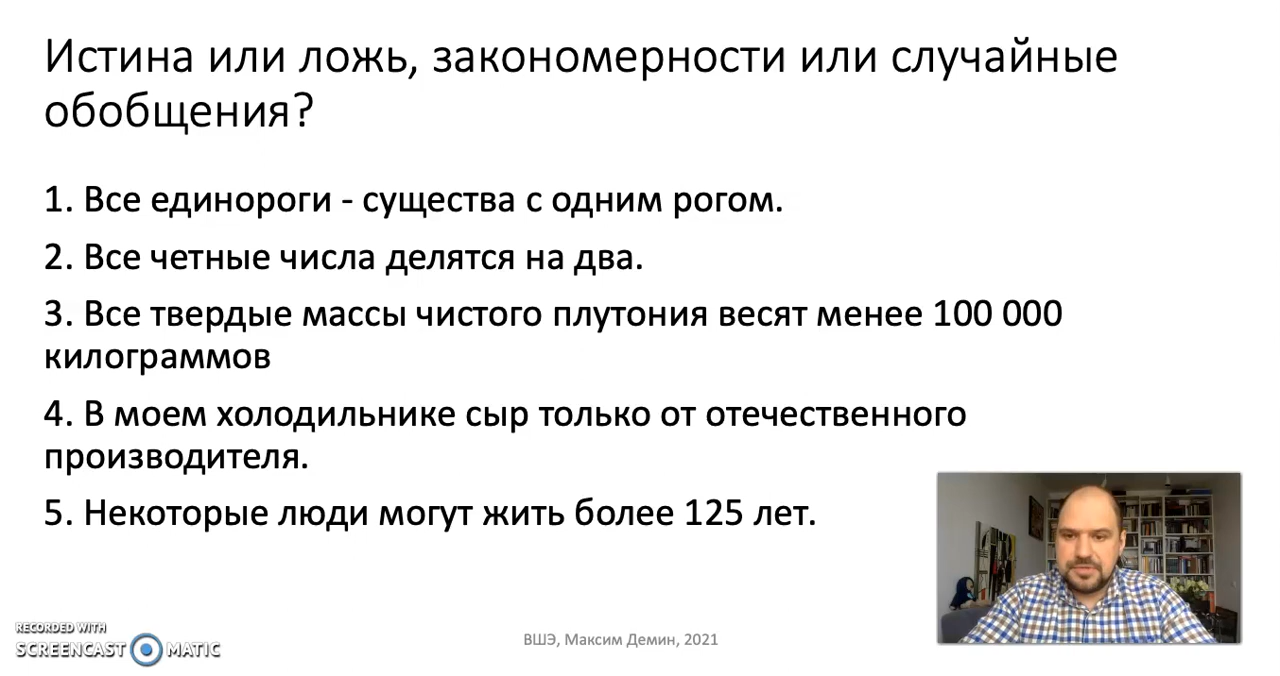 Истина или ложь, закономерности или случайные
обобщения?
1. Все единороги - существа с одним рогом.
2. Все четные числа делятся на два.
3. Все твердые массы чистого плутония весят менее 100 000
килограммов
4. В моем холодильнике сыр только от отечественного
производителя.
5. Некоторые люди могут жить более 125 лет.
RECORDED WITH
SCREENCAST MATIC
ВШЭ, Максим Демин, 2021